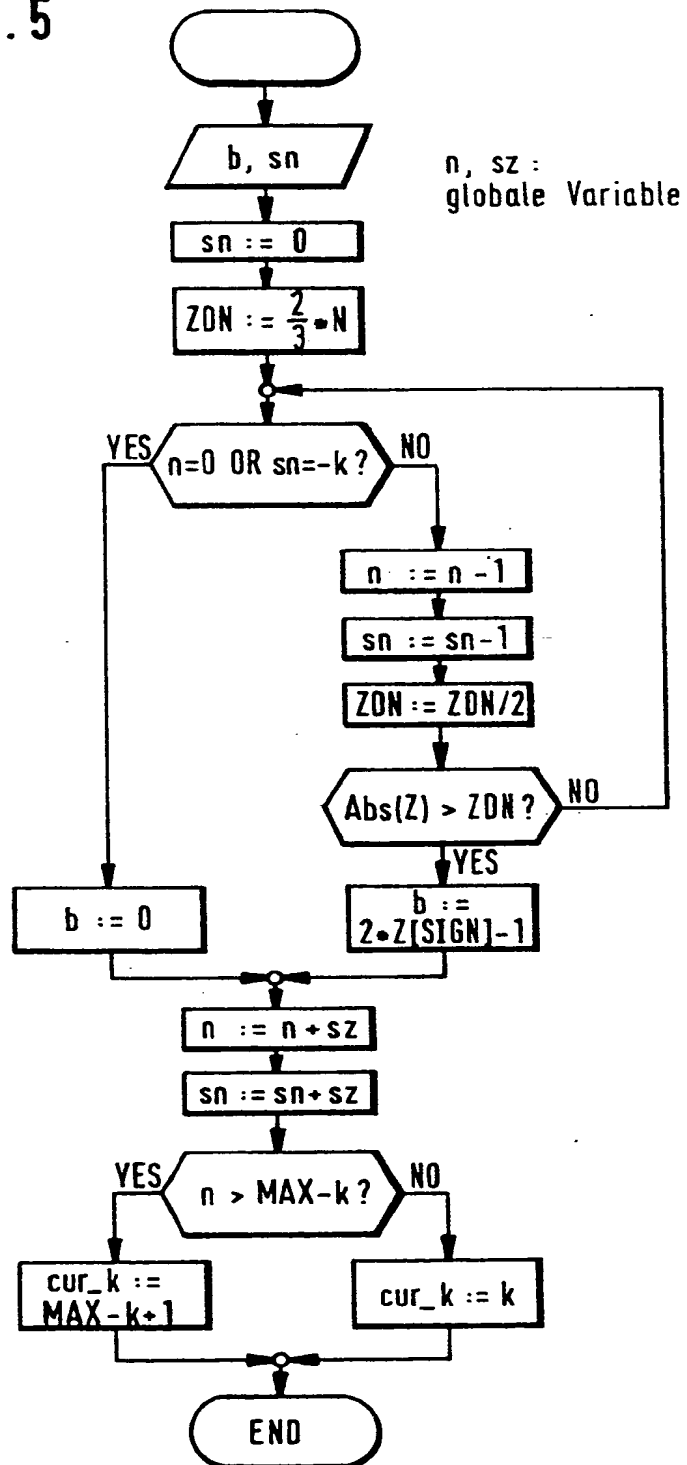 .5
b, sn
n, sz :
globale Variable
sn := 0
ZDN := 2/3 * N
YES
n=0 OR sn=-k?
NO
n := n-1
sn := sn-1
ZDN := ZDN/2
Abs(Z) > ZDN?
NO
YES
b := 0
b :=
2*Z[SIGN]-1
n := n+sz
sn := sn+sz
YES
n > MAX-k?
NO
cur_k :=
MAX-k+1
cur_k := k
END